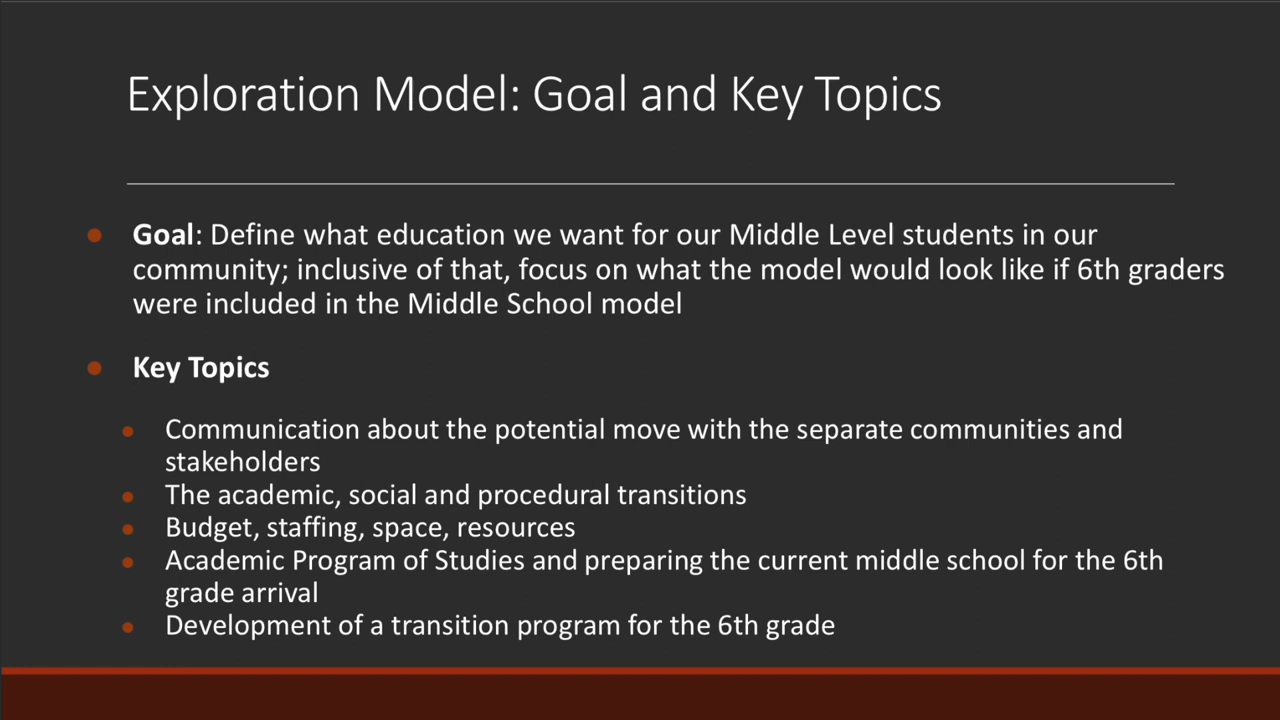 Exploration Model: Goal and Key Topics
Goal: Define what education we want for our Middle Level students in our
community; inclusive of that, focus on what the model would look like if 6th graders
were included in the Middle School model
Key Topics
Communication about the potential move with the separate communities and
stakeholders
The academic, social and procedural transitions
Budget, staffing, space, resources
Academic Program of Studies and preparing the current middle school for the 6th
grade arrival
Development of a transition program for the 6th grade